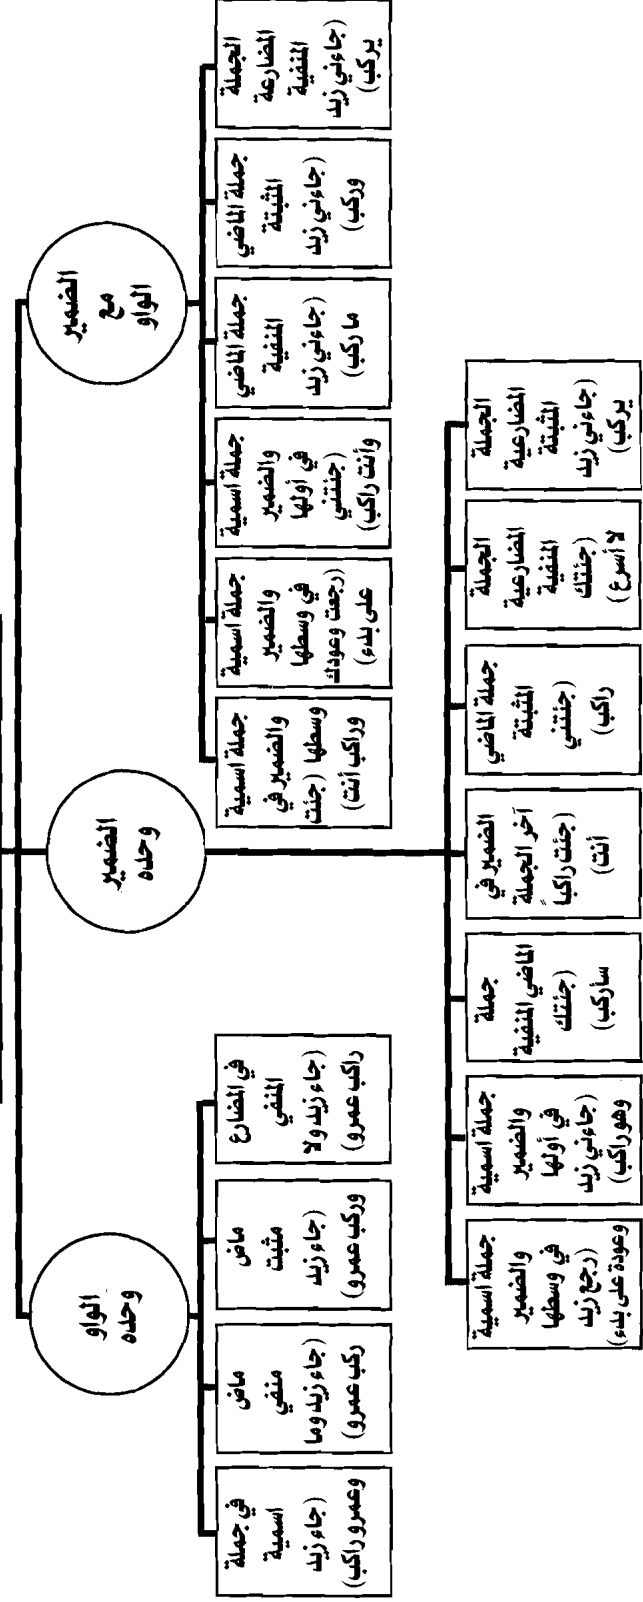 الضمير
مع
الواو
الضمير
وحده
الواو
وحده
الجملة
المضارعة
المنفية
(جاءني زيد
يركب)
جملة الماضي
المثبتة
(جاءني زيد
وركب)
جملة الماضي
المنفية
(جاءني زيد
ما ركب)
جملة اسمية
والضمير
في أولها
(جئتني
وأنت راكب)
جملة اسمية
والضمير
في وسطها
(رجعت وعودك
على بدء)
جملة اسمية
والضمير في
وسطها (جئت
وراكب أنت)
الجملة
المضارعية
المثبتة
(جاءني زيد
يركب)
الجملة
المضارعية
المنفية
(جئتك
لا أسرع)
جملة الماضي
المثبتة
(جئتني
راكب)
الضمير في
آخر الجملة
(جئت راكباً
أنت)
جملة
الماضي المنفية
(جئتك
سأركب)
جملة اسمية
والضمير
في أولها
(جاءني زيد
وهو راكب)
جملة اسمية
والضمير
في وسطها
(رجع زيد
وعودة على بدء)
في المضارع
المنفي
(جاء زيد ولا
راكب عمرو)
ماض
مثبت
(جاء زيد
وركب عمرو)
ماض
منفي
(جاء زيد وما
ركب عمرو)
في جملة
اسمية
(جاء زيد
وعمرو راكب)